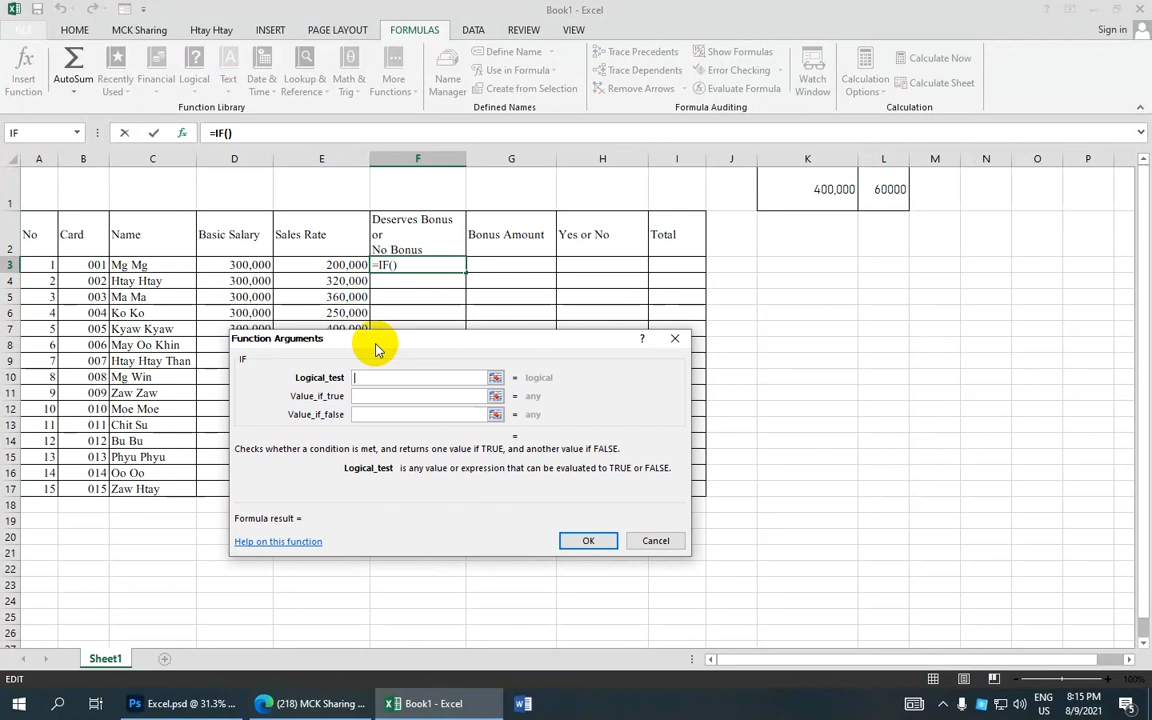 Book1 - Excel
FILE HOME MCK Sharing Htay Htay INSERT PAGE LAYOUT FORMULAS DATA REVIEW VIEW Sign in
Insert Function
AutoSum
Recently Used
Financial
Logical
Text
Date & Time
Lookup & Reference
Math & Trig
More Functions
Function Library
Name Manager
Define Name
Use in Formula
Create from Selection
Defined Names
Trace Precedents
Trace Dependents
Remove Arrows
Show Formulas
Error Checking
Evaluate Formula
Formula Auditing
Watch Window
Calculation Options
Calculate Now
Calculate Sheet
Calculation
IF fx =IF()
A B C D E F G H I J K L M N O P
1 400,000 60000
2 No Card Name Basic Salary Sales Rate Deserves Bonus or No Bonus Bonus Amount Yes or No Total
3 1 001 Mg Mg 300,000 200,000 =IF()
4 2 002 Htay Htay 300,000 320,000
5 3 003 Ma Ma 300,000 360,000
6 4 004 Ko Ko 300,000 250,000
7 5 005 Kyaw Kyaw 300,000 400,000
8 6 006 May Oo Khin
9 7 007 Htay Htay Than
10 8 008 Mg Win
11 9 009 Zaw Zaw
12 10 010 Moe Moe
13 11 011 Chit Su
14 12 012 Bu Bu
15 13 013 Phyu Phyu
16 14 014 Oo Oo
17 15 015 Zaw Htay
18
19
20
21
22
23
24
25
26
Function Arguments ?
IF
Logical_test = logical
Value_if_true = any
Value_if_false = any
=
Checks whether a condition is met, and returns one value if TRUE, and another value if FALSE.
Logical_test is any value or expression that can be evaluated to TRUE or FALSE.
Formula result =
Help on this function OK Cancel
Sheet1
EDIT 100%
Ps Excel.psd @ 31.3% ... (218) MCK Sharing ... Book1 - Excel
ENG US
8:15 PM
8/9/2021
5